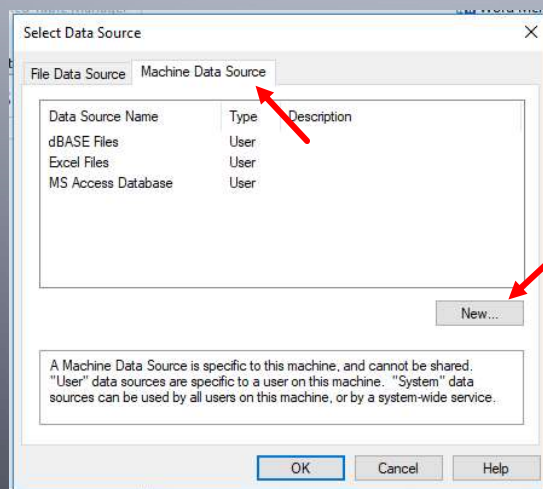 Select Data Source
File Data Source Machine Data Source
Data Source Name Type Description
dBASE Files User
Excel Files User
MS Access Database User
New...
A Machine Data Source is specific to this machine, and cannot be shared.
"User" data sources are specific to a user on this machine. "System" data
sources can be used by all users on this machine, or by a system-wide service.
OK Cancel Help